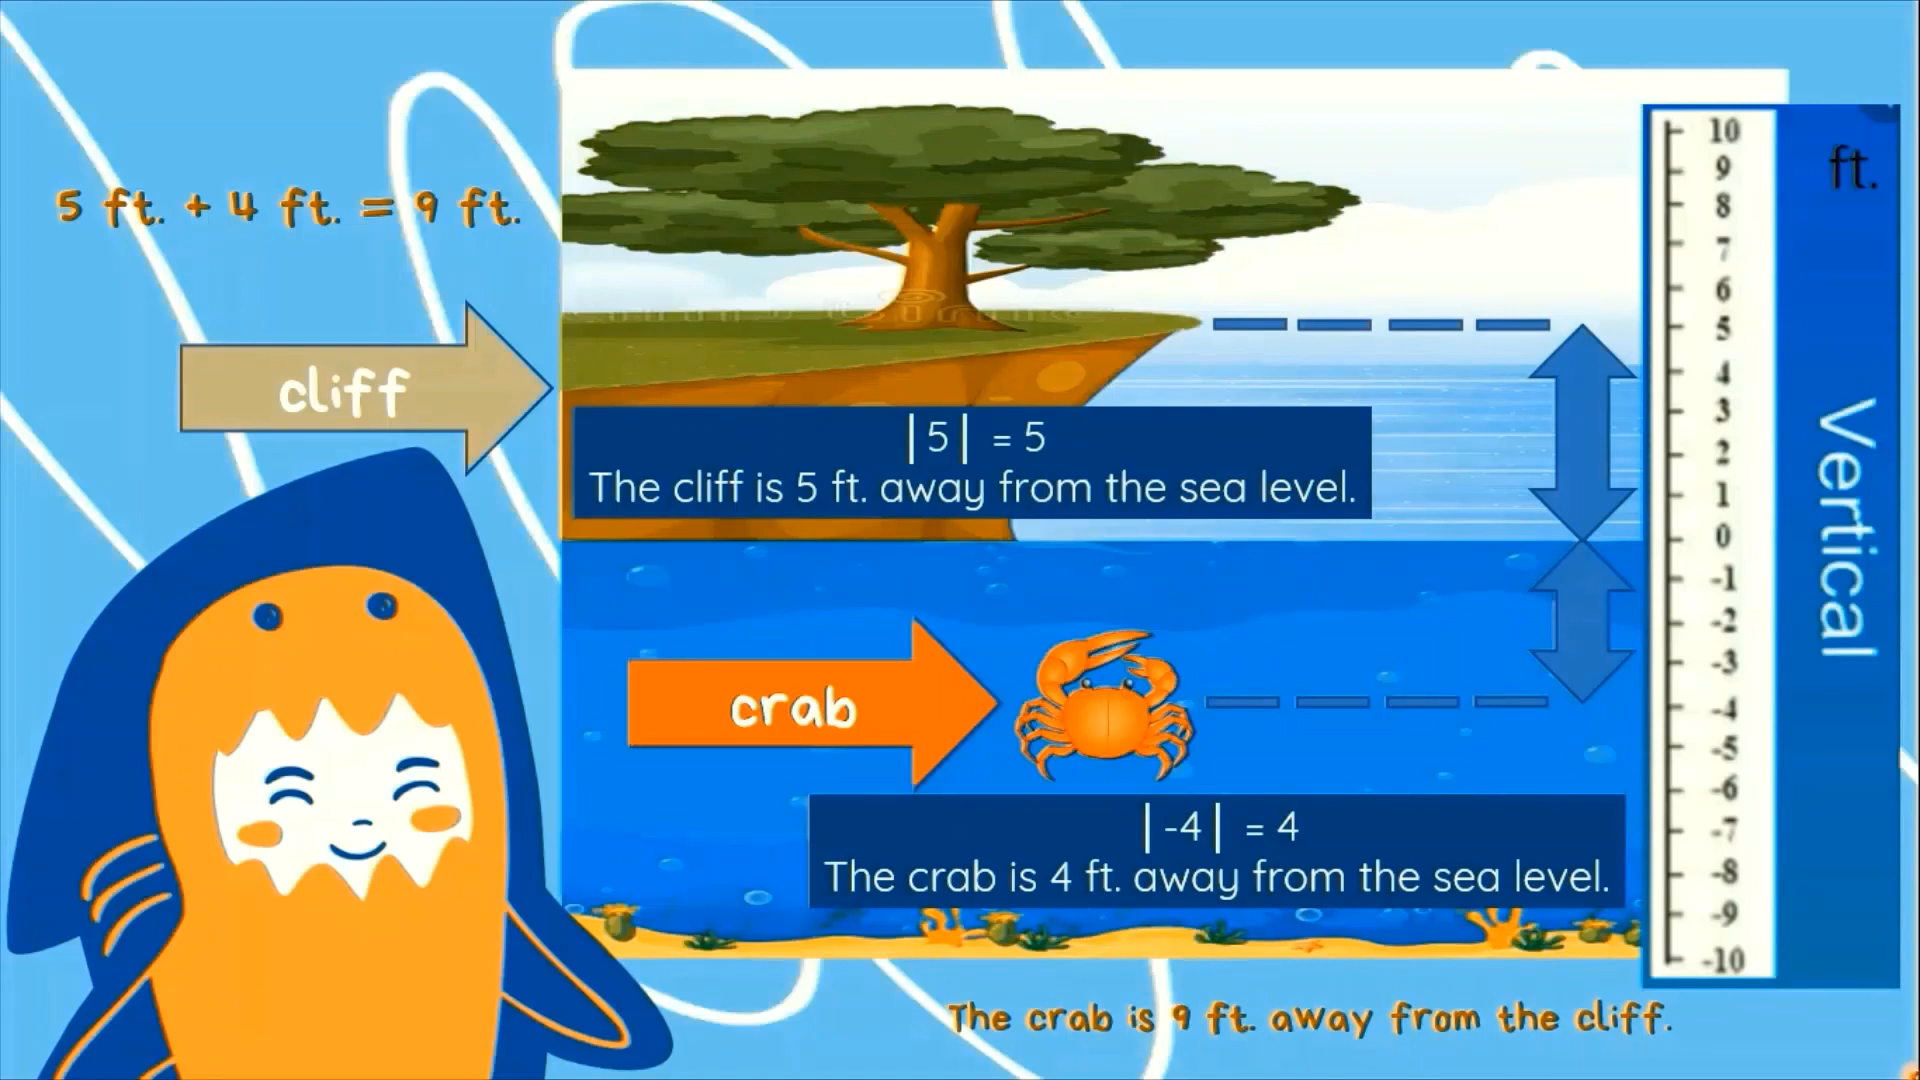 5 ft. + 4 ft. = 9 ft.
cliff
|5| = 5
The cliff is 5 ft. away from the sea level.
crab
|-4| = 4
The crab is 4 ft. away from the sea level.
10
9
8
7
6
5
4
3
2
1
0
-1
-2
-3
-4
-5
-6
-7
-8
-9
-10
ft.
Vertical
The crab is 9 ft. away from the cliff.